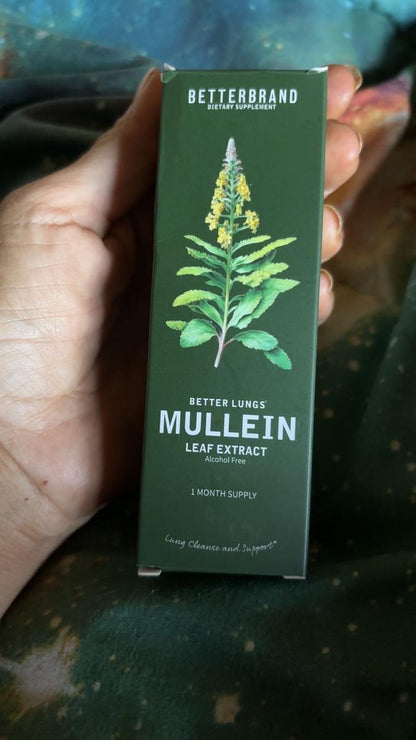 BETTERBRAND
DIETARY SUPPLEMENT
BETTER LUNGS
MULLEIN
LEAF EXTRACT
Alcohol Free
1 MONTH SUPPLY
Lung Cleanse and Support*